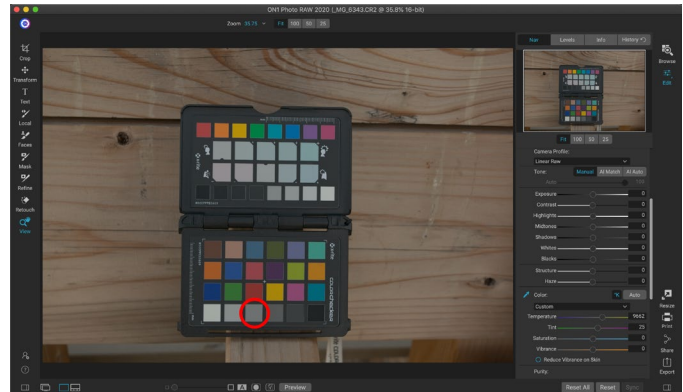 ON1 Photo RAW 2020 (_MG_6343.CR2 @ 35,8% 16-bit)
Zoom 35.75 Fit 100 50 25
Crop
Transform
Text
Local
Faces
Mask
Refine
Retouch
View
Nav Levels Info History
Browse
Edit
Fit 100 50 25
Camera Profile:
Linear Raw
Tone: Manual AI Match AI Auto
Auto 100
Exposure 0
Contrast 0
Highlights 0
Midtones 0
Shadows 0
Whites 0
Blacks 0
Structure 0
Haze 0
Color: Auto
Custom
Temperature 9662
Tint 25
Saturation 0
Vibrance 0
Reduce Vibrance on Skin
Purity:
Resize
Print
Share
Export
Preview
Reset All Reset Sync
x-rite
colorchecker